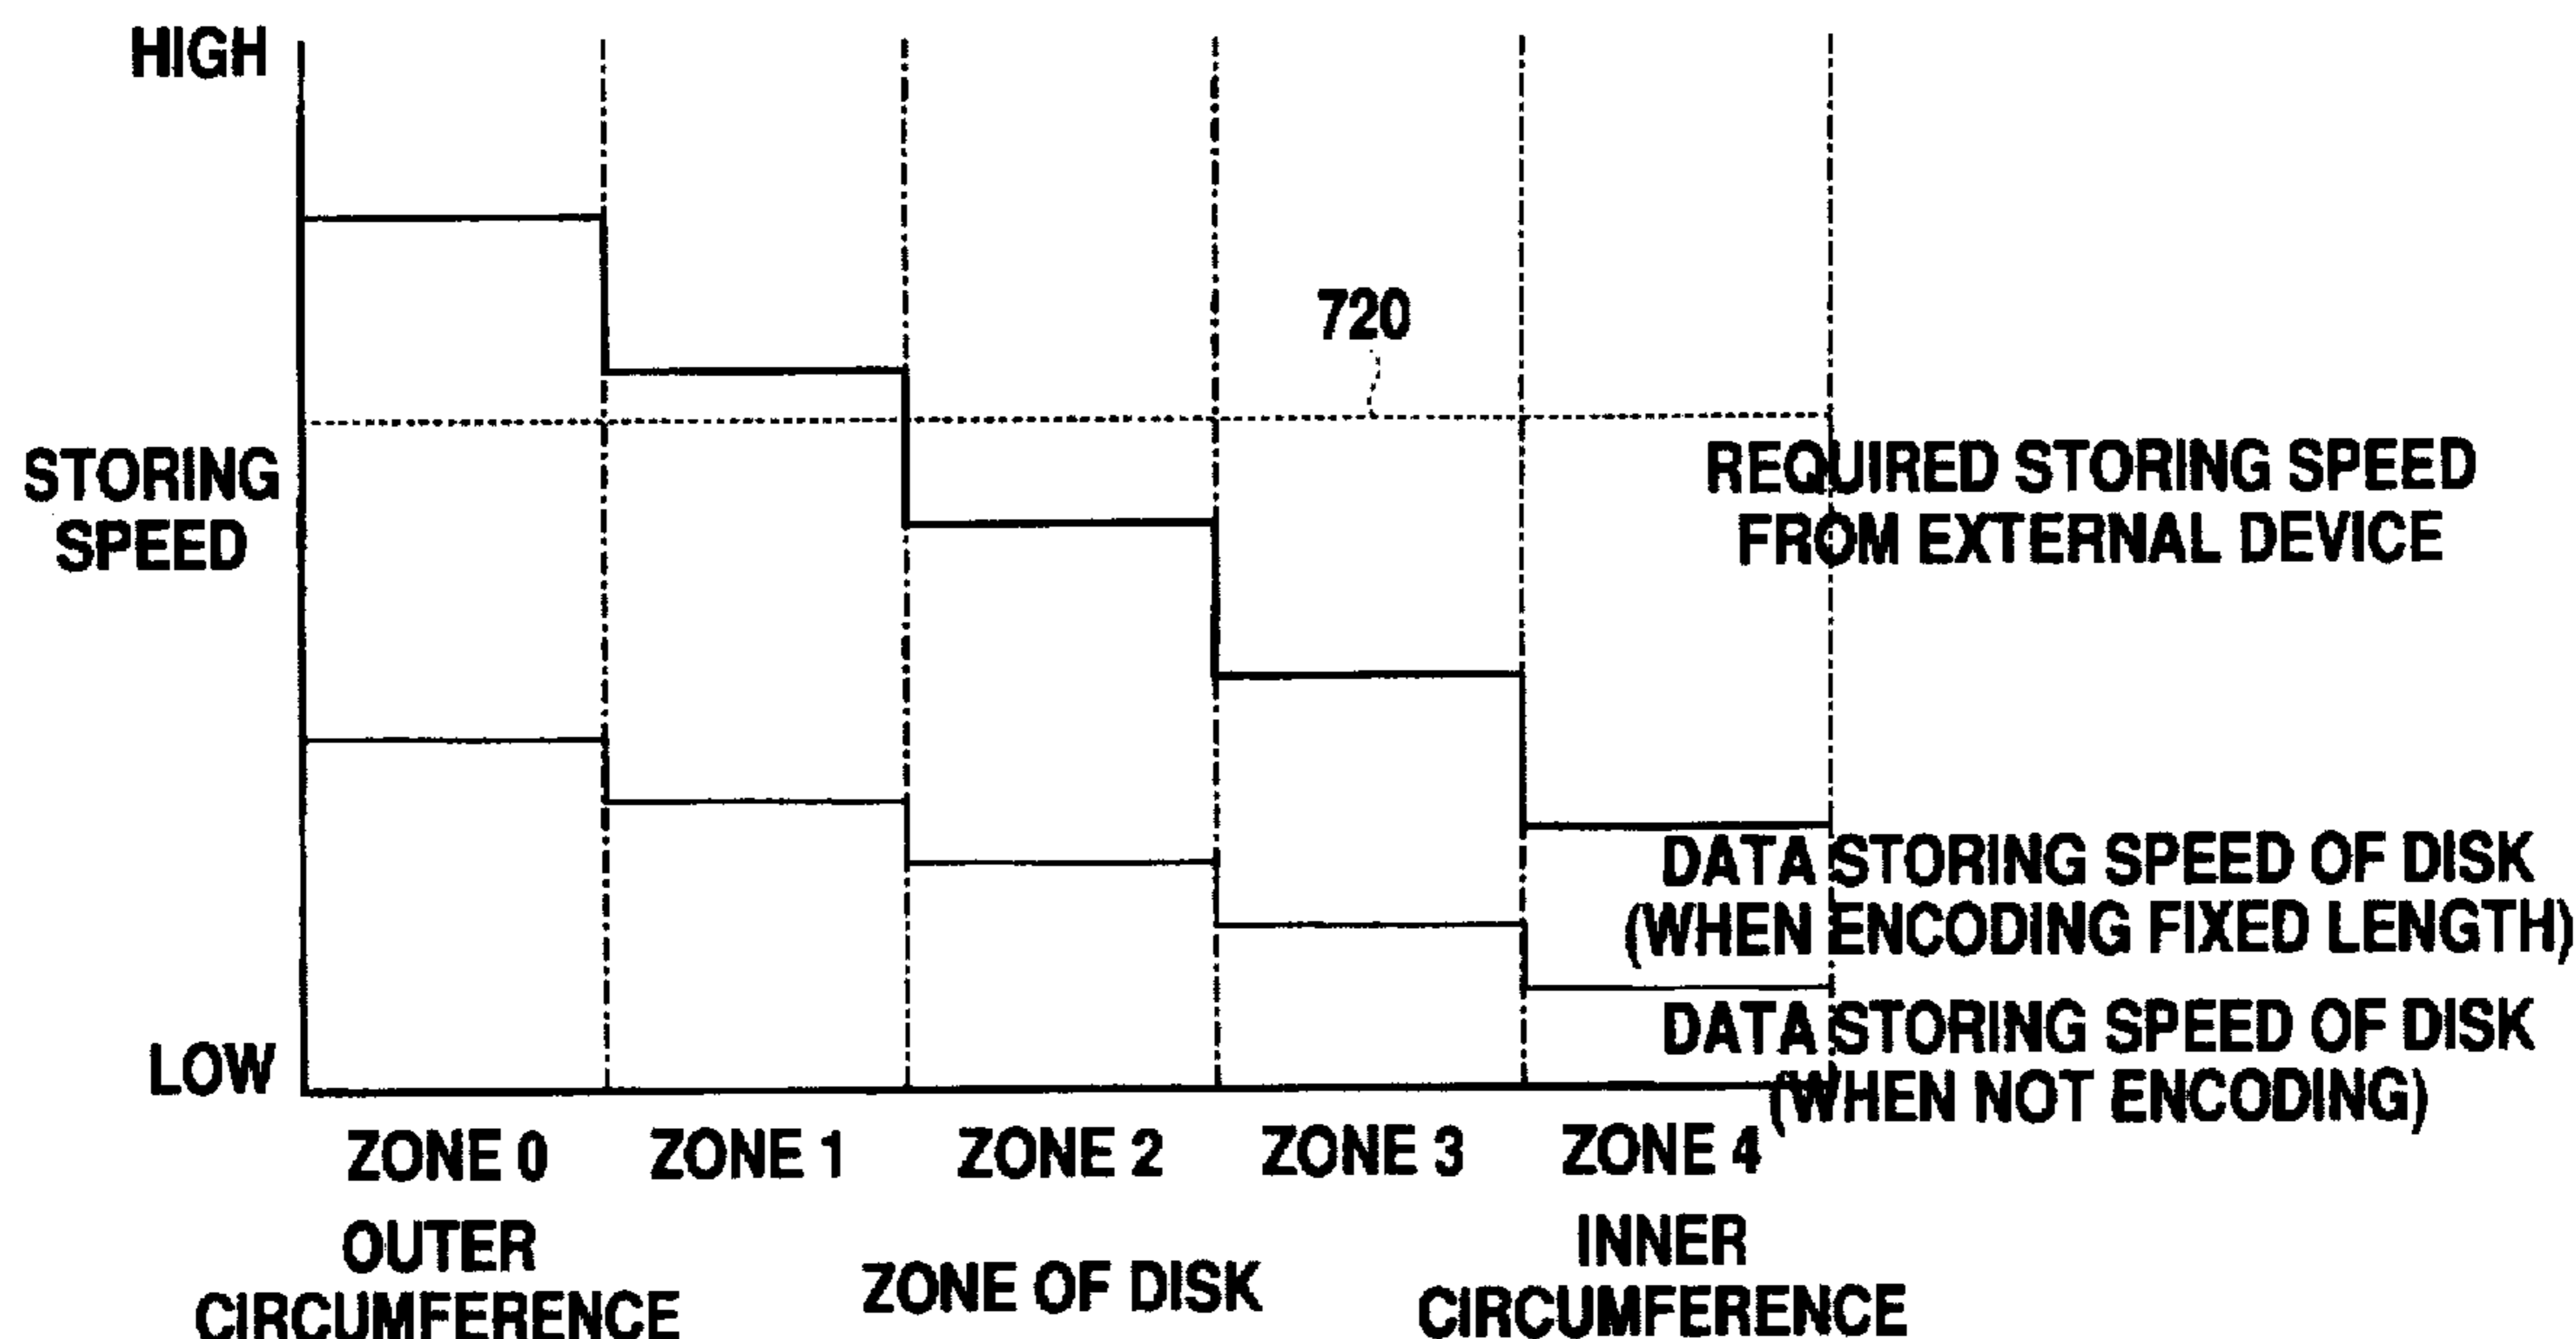 HIGH
720
STORING
SPEED
REQUIRED STORING SPEED
FROM EXTERNAL DEVICE
DATA STORING SPEED OF DISK
(WHEN ENCODING FIXED LENGTH)
DATA STORING SPEED OF DISK
(WHEN NOT ENCODING)
LOW
ZONE 0
ZONE 1
ZONE 2
ZONE 3
ZONE 4
OUTER
CIRCUMFERENCE
ZONE OF DISK
INNER
CIRCUMFERENCE